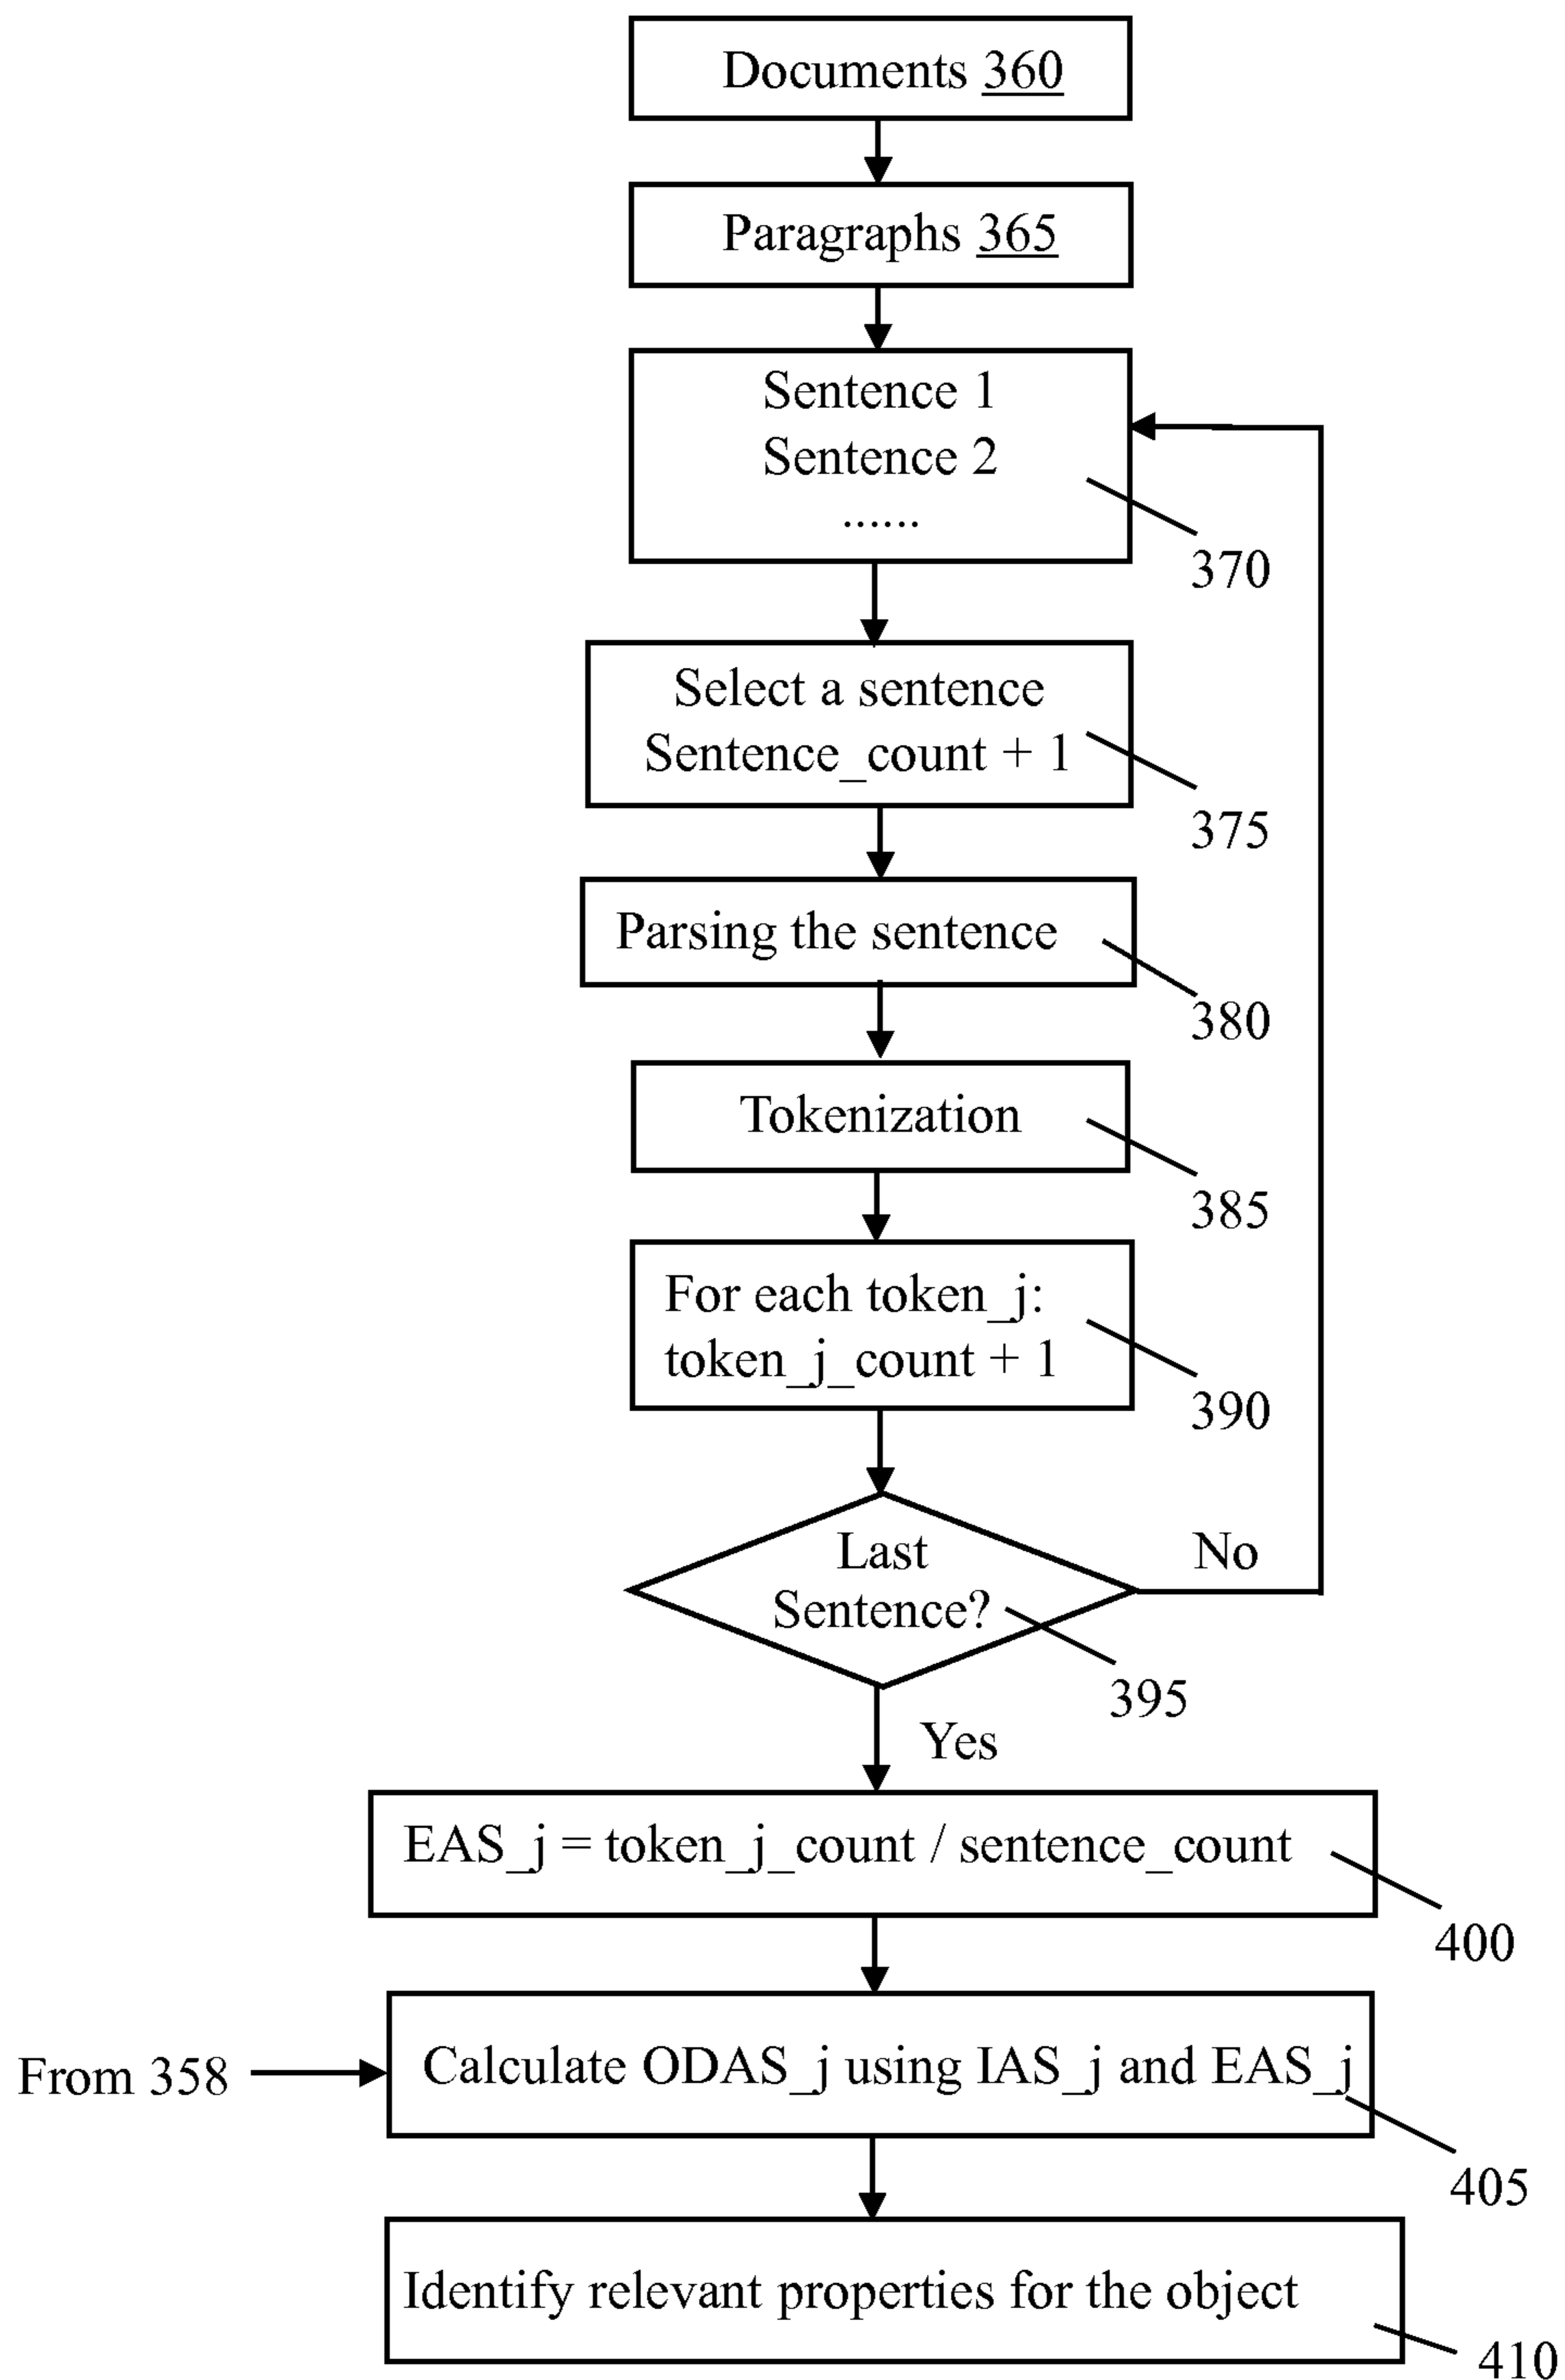 Documents 360
Paragraphs 365
Sentence 1
Sentence 2
......
370
Select a sentence
Sentence_count + 1
375
Parsing the sentence
380
Tokenization
385
For each token_j:
token_j_count + 1
390
Last
Sentence?
No
395
Yes
EAS_j = token_j_count / sentence_count
400
From 358
Calculate ODAS_j using IAS_j and EAS_j
405
Identify relevant properties for the object
410